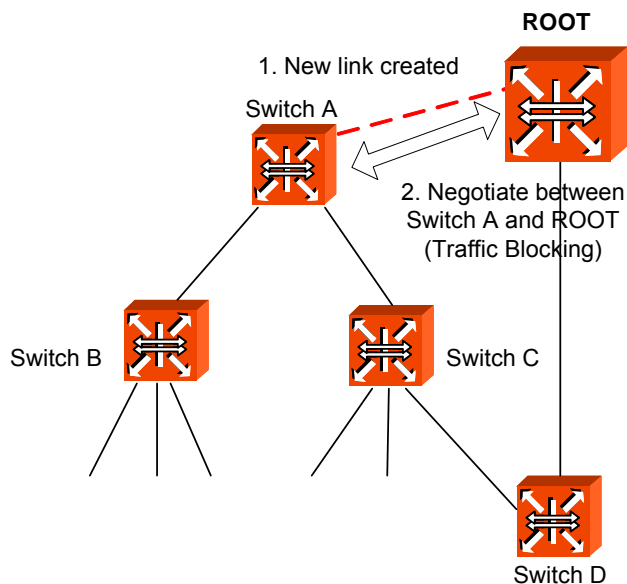 ROOT
1. New link created
Switch A
2. Negotiate between
Switch A and ROOT
(Traffic Blocking)
Switch B
Switch C
Switch D